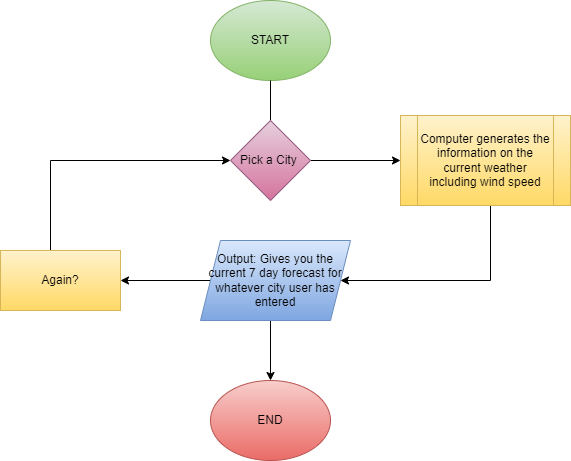 START
Pick a City
Computer generates the
information on the
current weather
including wind speed
Output: Gives you the
current 7 day forecast for
whatever city user has
entered
Again?
END